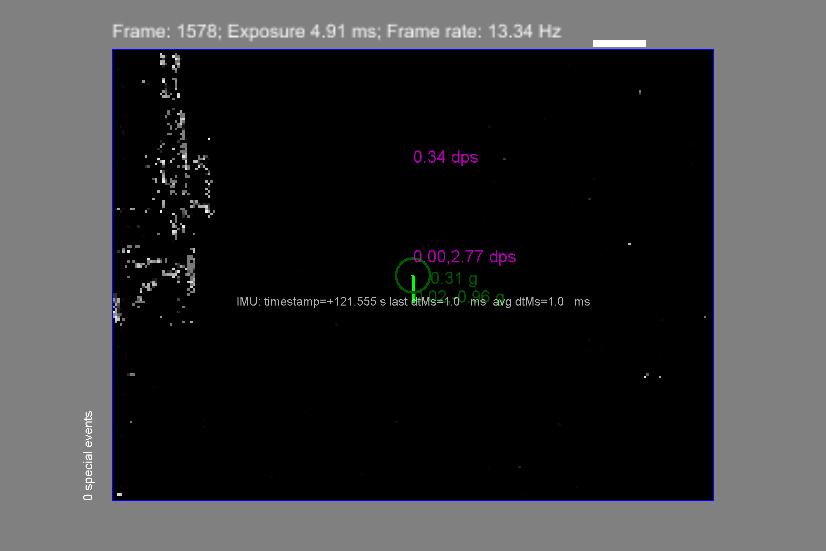 Frame: 1578; Exposure 4.91 ms; Frame rate: 13.34 Hz
0.34 dps
0.00,2.77 dps
0.31 g
IMU: timestamp=+121.555 s last dtMs=1.0 ms avg dtMs=1.0 ms
0 special events